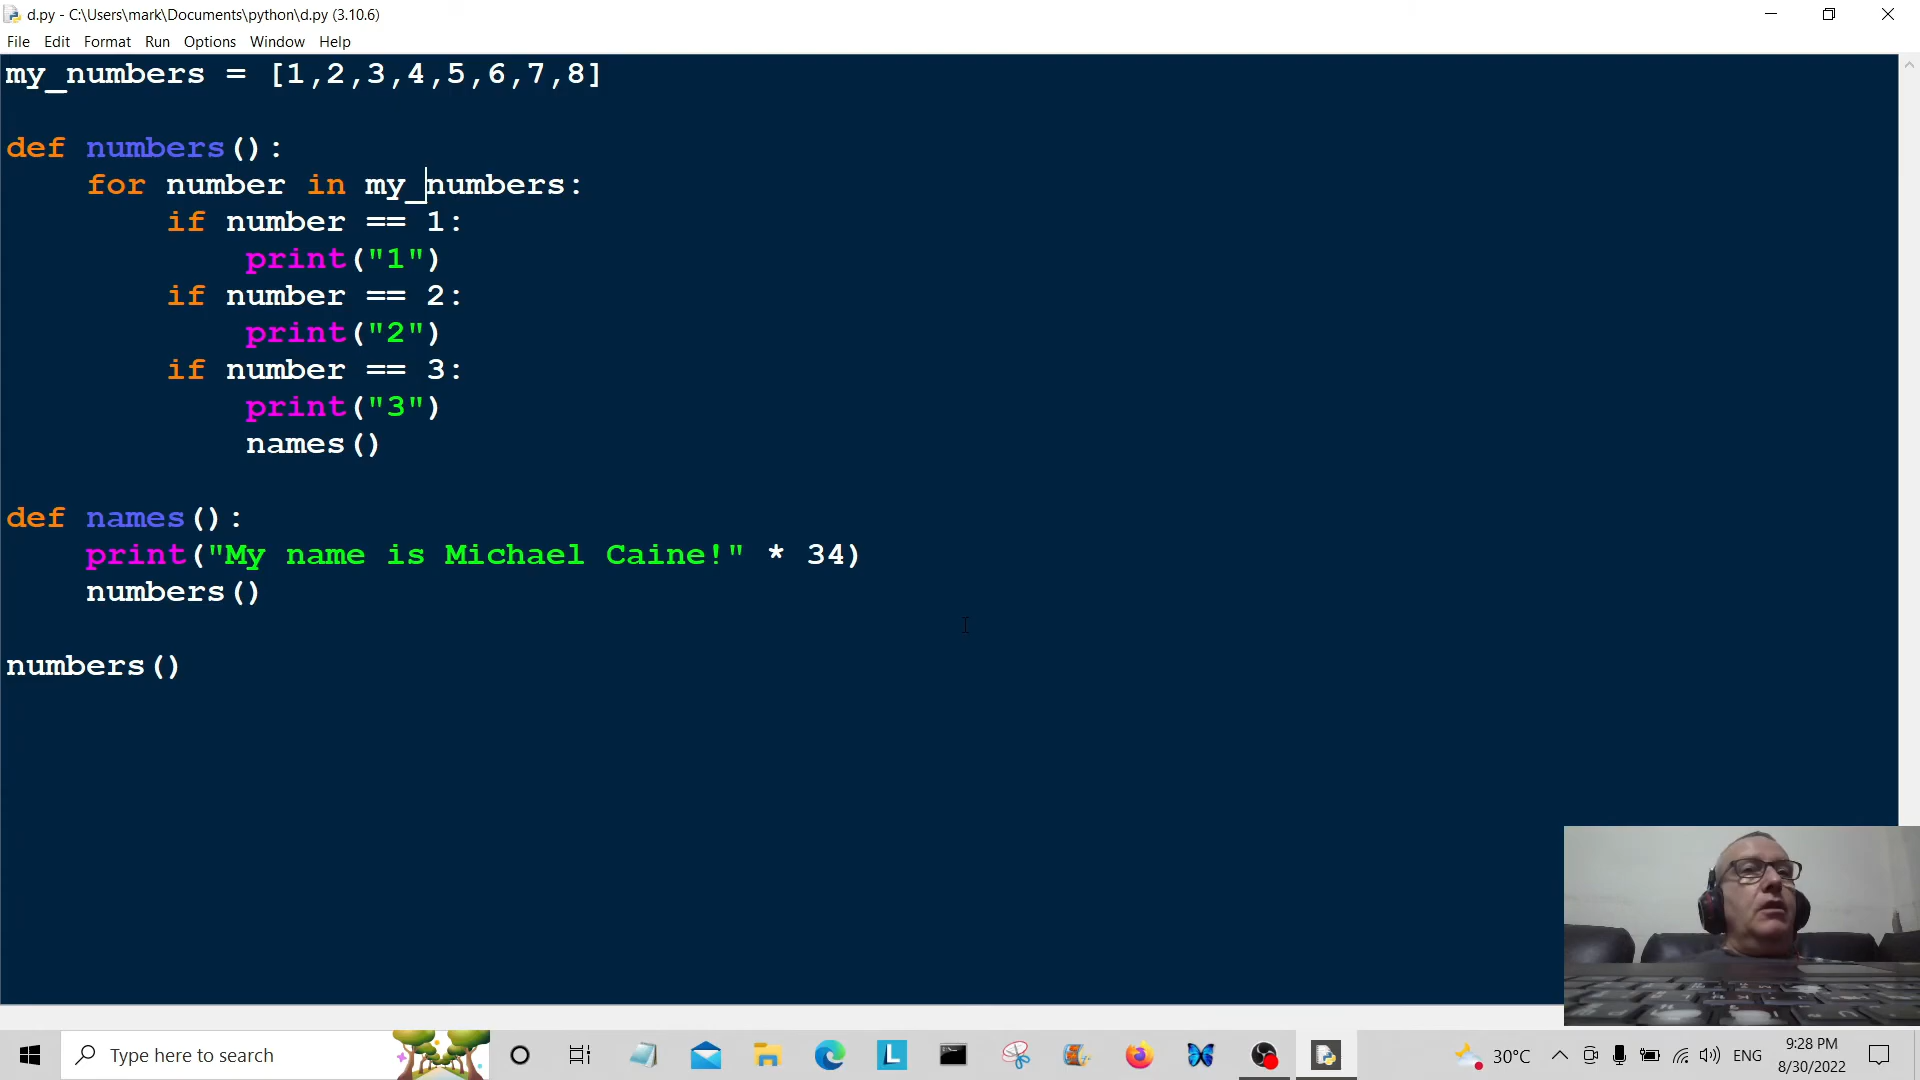 d.py - C:\Users\mark\Documents\python\d.py (3.10.6)
File Edit Format Run Options Window Help
my_numbers = [1,2,3,4,5,6,7,8]
def numbers():
    for number in my_numbers:
        if number == 1:
            print("1")
        if number == 2:
            print("2")
        if number == 3:
            print("3")
            names()
def names():
    print("My name is Michael Caine!" * 34)
    numbers()
numbers()
Type here to search
L
30°C
ENG
9:28 PM
8/30/2022